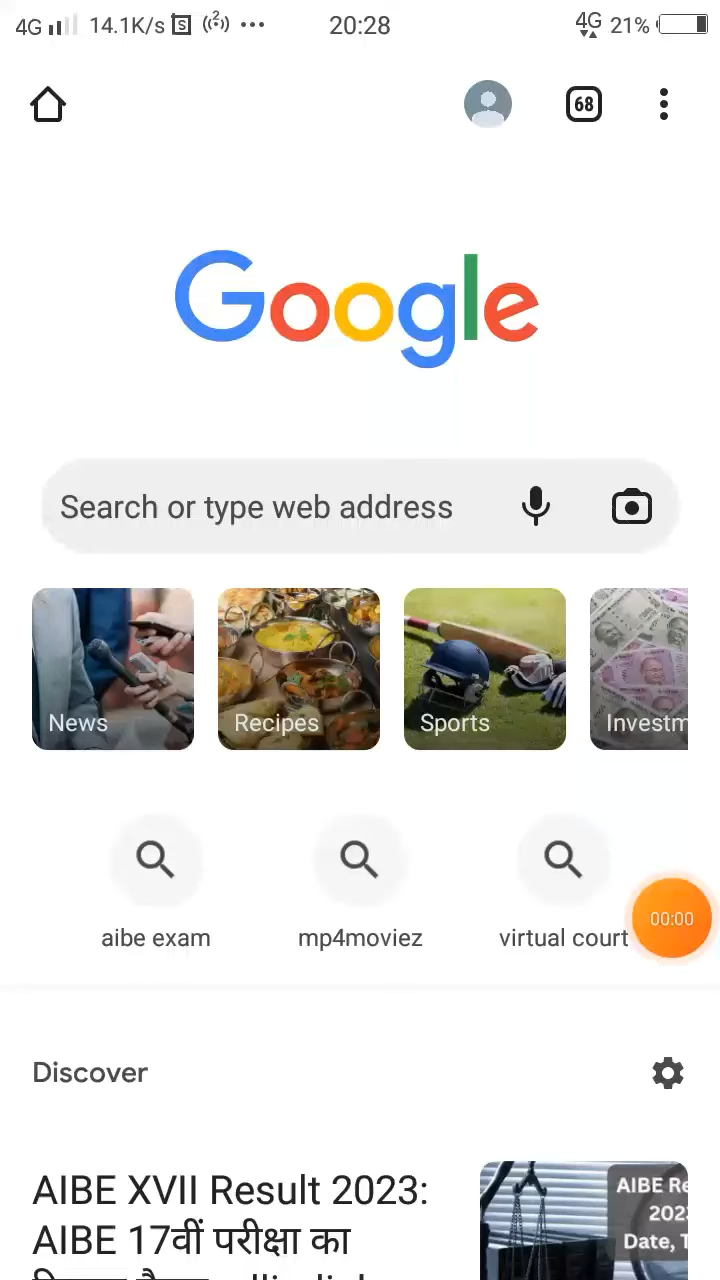 4G 14.1K/s 20:28 4G 21%
68
Google
Search or type web address
News Recipes Sports Investm
aibe exam mp4moviez virtual court
00:00
Discover
AIBE XVII Result 2023:
AIBE 17वीं परीक्षा का
AIBE Re
202
Date, T